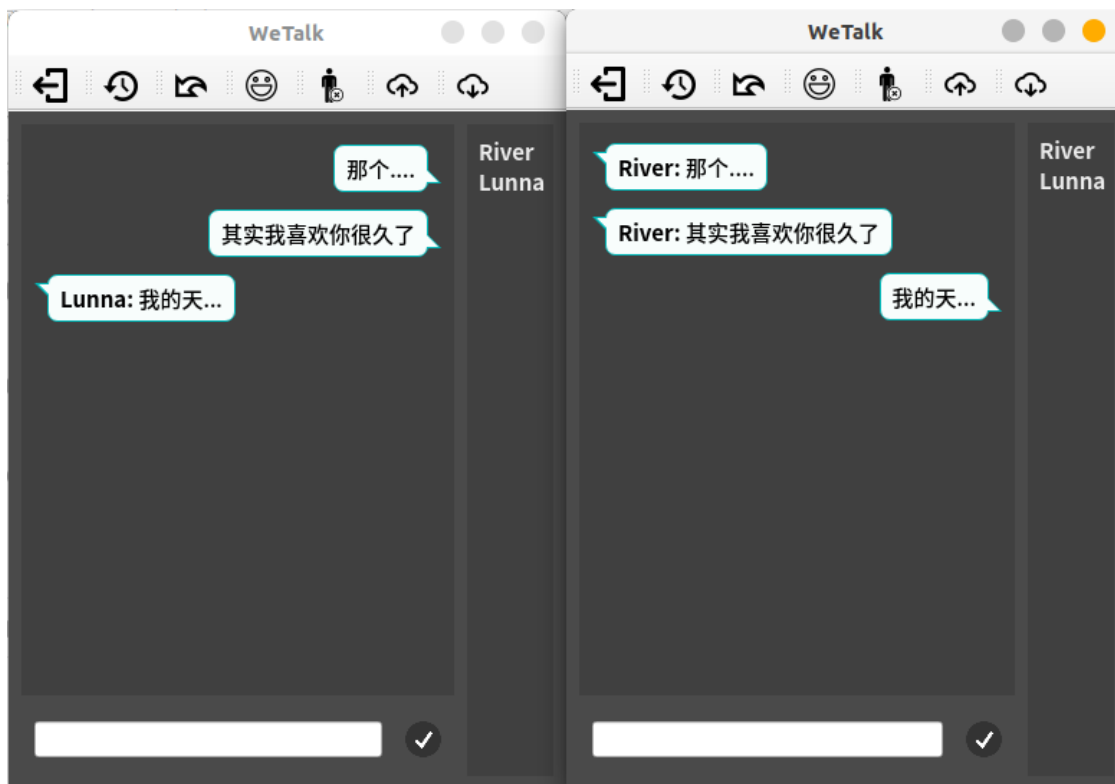 WeTalk
那个....
其实我喜欢你很久了
Lunna: 我的天...
River
Lunna
WeTalk
River: 那个....
River: 其实我喜欢你很久了
我的天...
River
Lunna